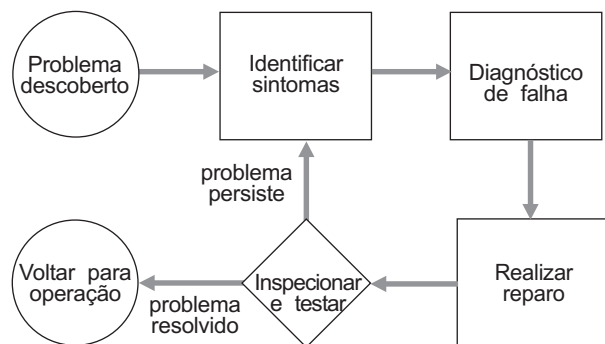 Problema
descoberto
Identificar
sintomas
Diagnóstico
de falha
problema
persiste
Voltar para
operação
problema
resolvido
Inspecionar
e testar
Realizar
reparo